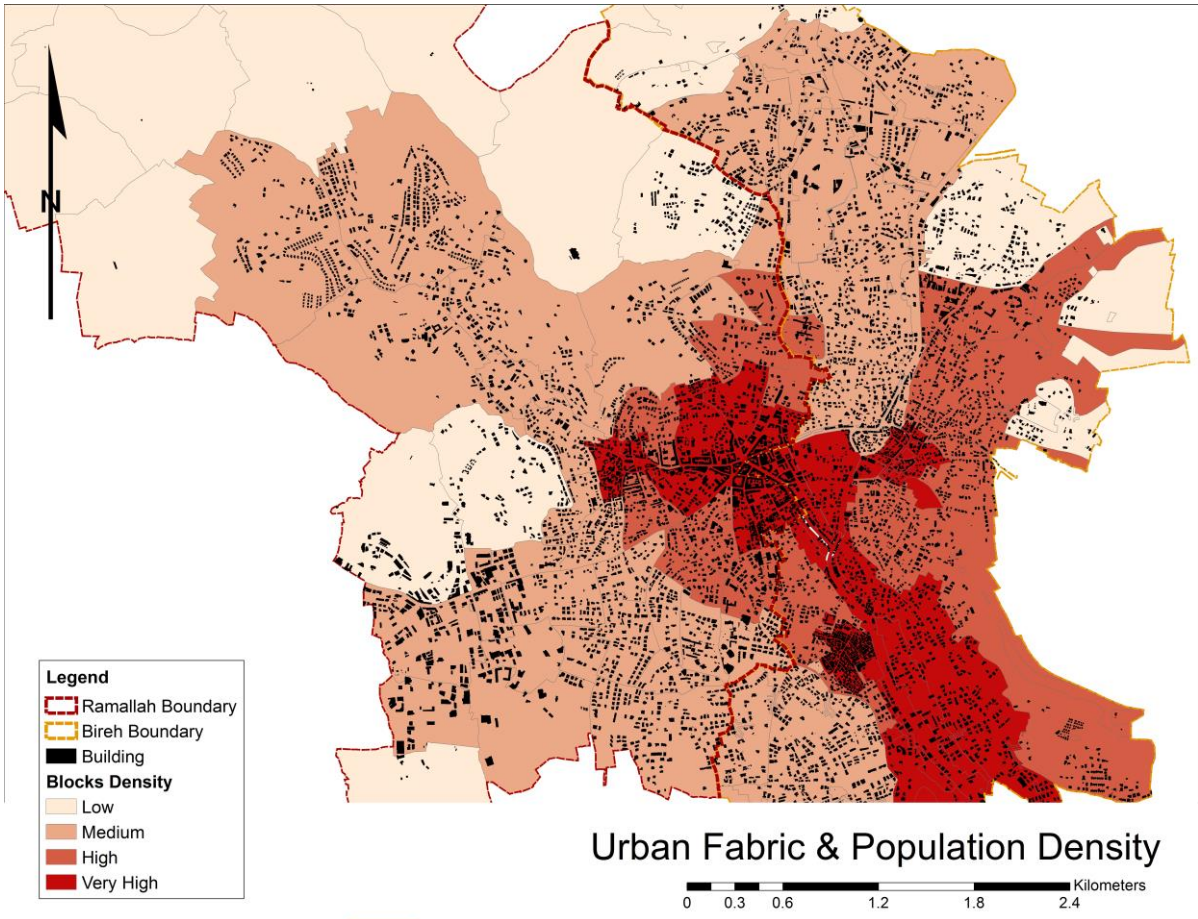 N
Legend
Ramallah Boundary
Bireh Boundary
Building
Blocks Density
Low
Medium
High
Very High
Urban Fabric & Population Density
Kilometers
0 0.3 0.6 1.2 1.8 2.4